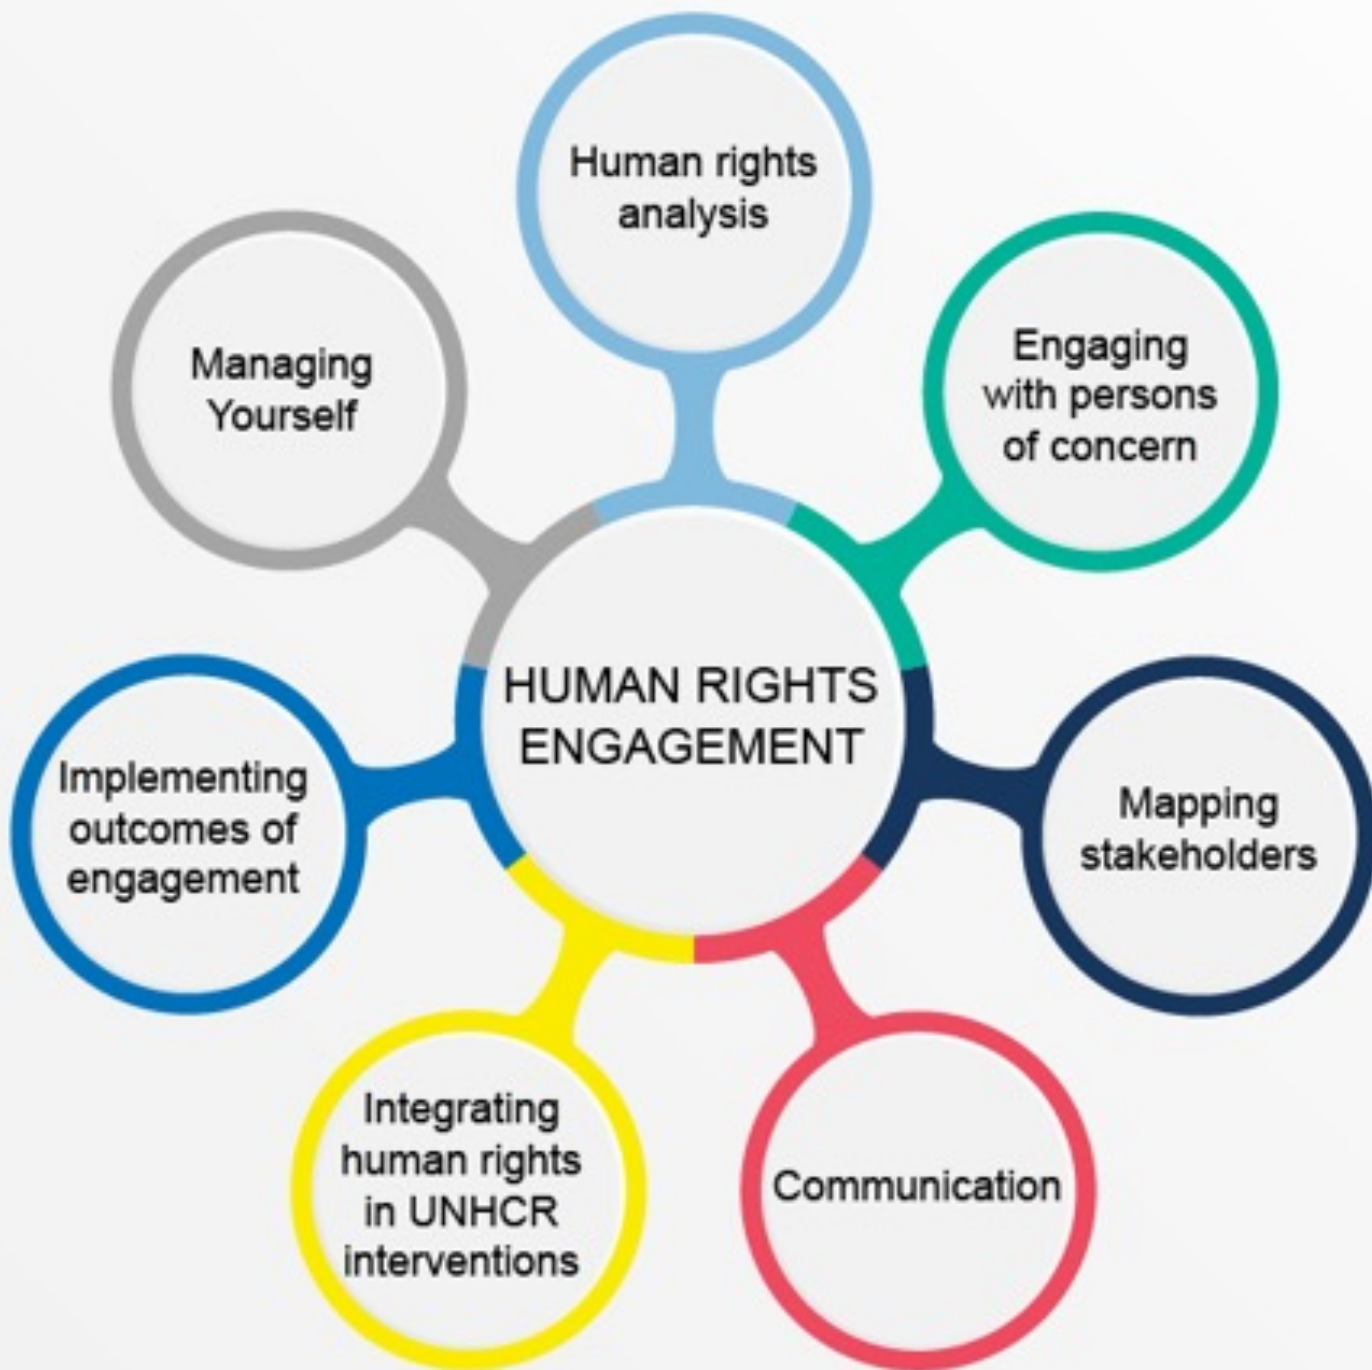 Human rights
analysis
Engaging
with persons
of concern
Mapping
stakeholders
Communication
Integrating
human rights
in UNHCR
interventions
Implementing
outcomes of
engagement
Managing
Yourself
HUMAN RIGHTS
ENGAGEMENT